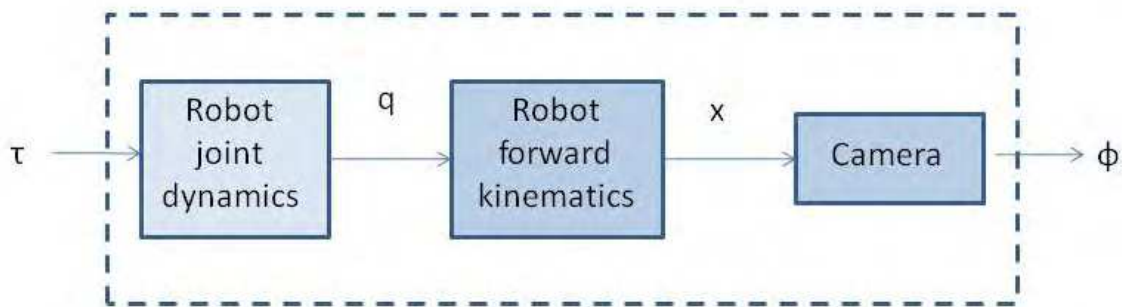 τ
Robot
joint
dynamics
q
Robot
forward
kinematics
x
Camera
ϕ